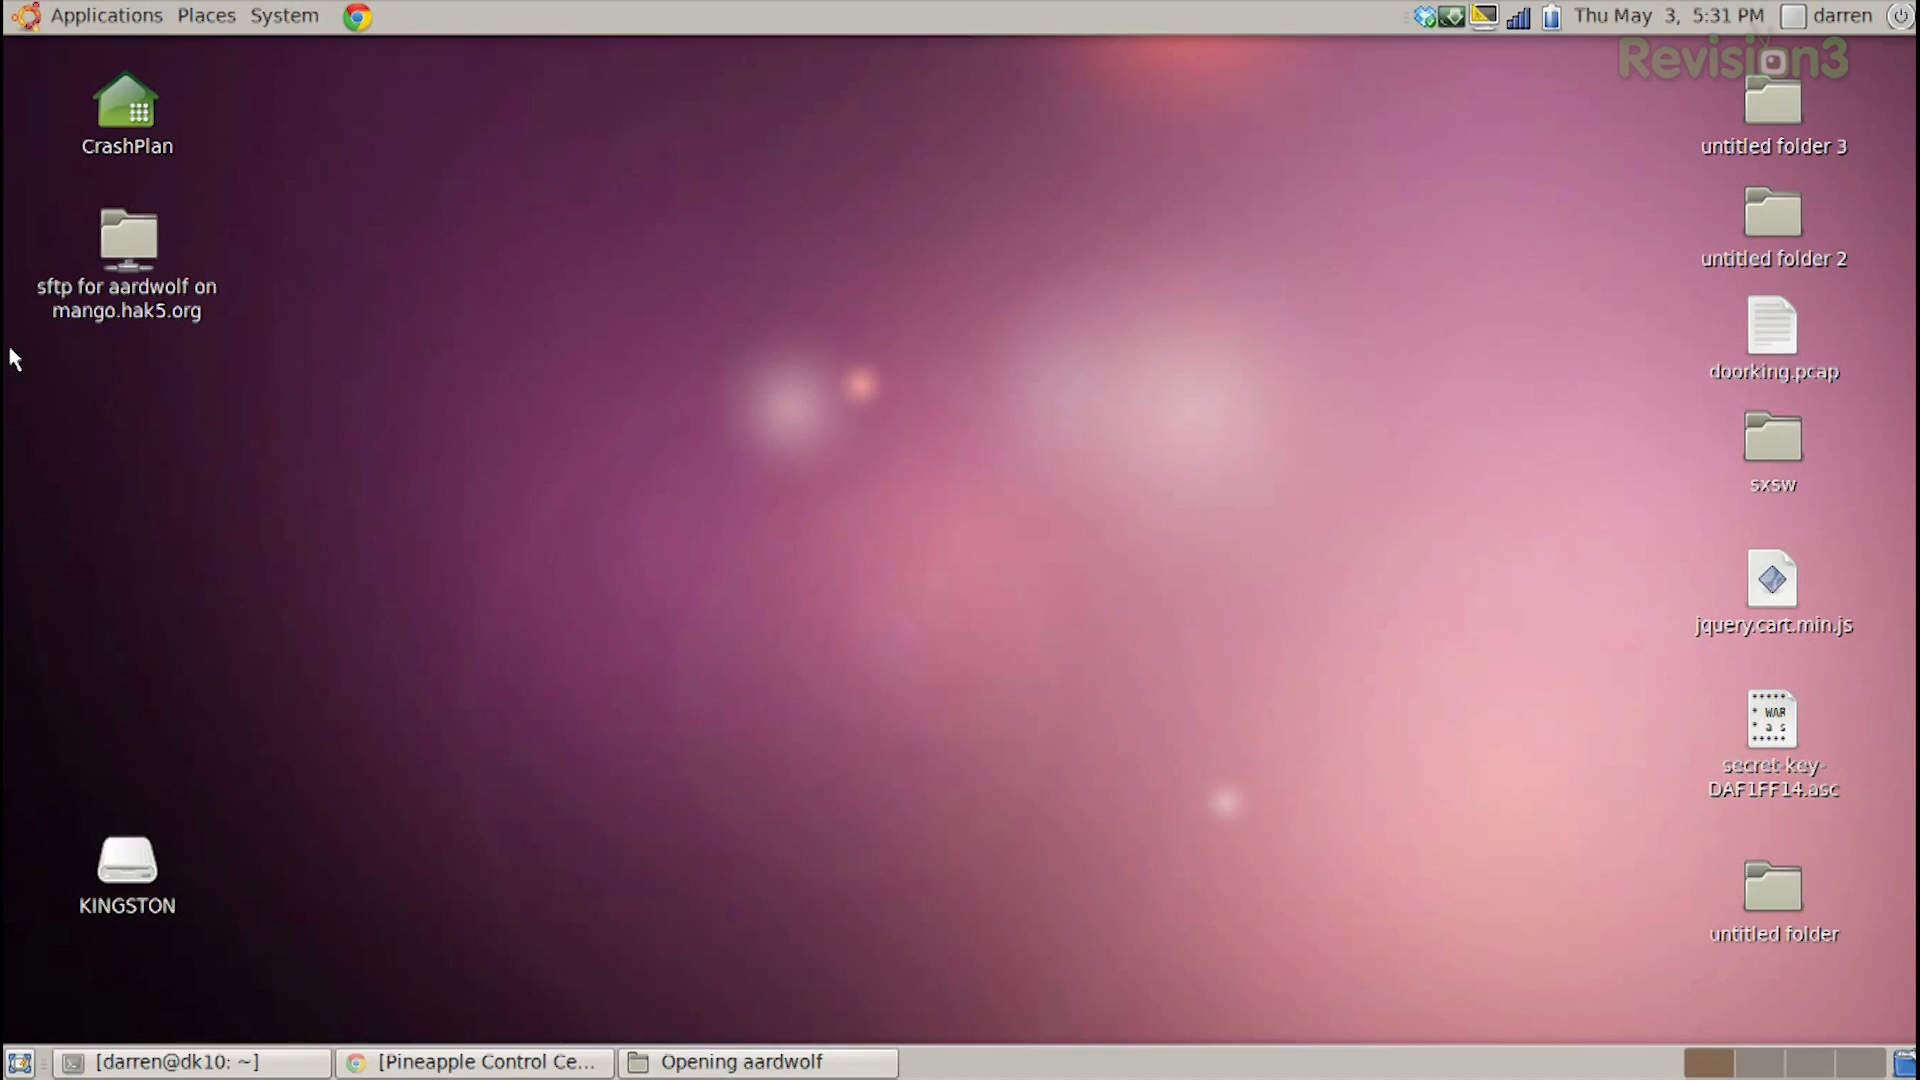 Applications Places System
Thu May 3, 5:31 PM darren
Revision3
CrashPlan
sftp for aardwolf on
mango.hak5.org
KINGSTON
untitled folder 3
untitled folder 2
doorking.pcap
sxsw
jquery.cart.min.js
WAR
a s
secret-key-
DAF1FF14.asc
untitled folder
[darren@dk10: ~]
[Pineapple Control Ce...
Opening aardwolf